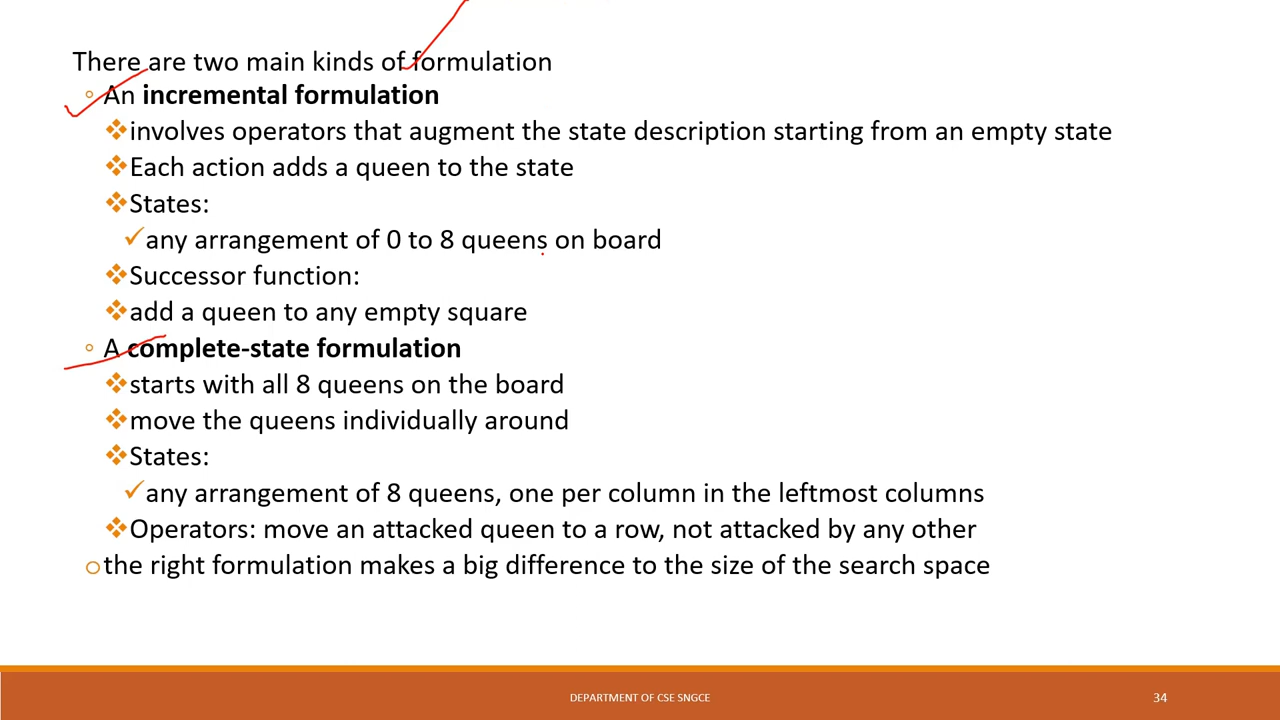 There are two main kinds of formulation
An incremental formulation
involves operators that augment the state description starting from an empty state
Each action adds a queen to the state
States:
any arrangement of 0 to 8 queens on board
Successor function:
add a queen to any empty square
A complete-state formulation
starts with all 8 queens on the board
move the queens individually around
States:
any arrangement of 8 queens, one per column in the leftmost columns
Operators: move an attacked queen to a row, not attacked by any other
the right formulation makes a big difference to the size of the search space
DEPARTMENT OF CSE SNGCE
34